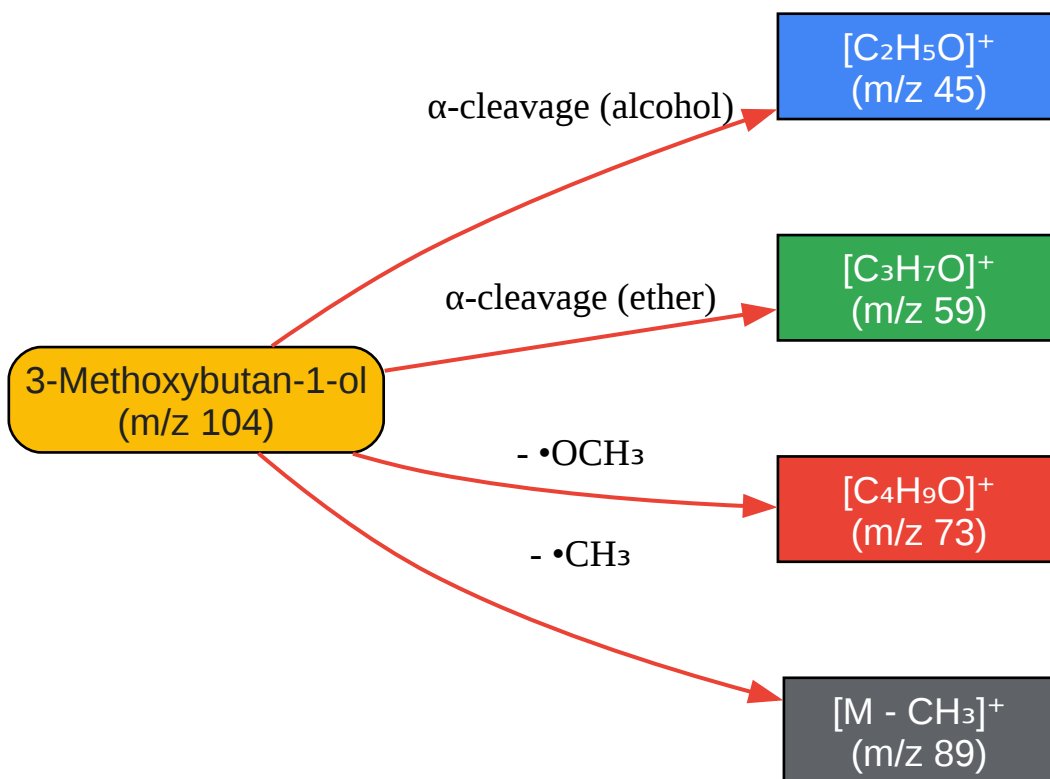 [C₂H₅O]⁺
(m/z 45)
α-cleavage (alcohol)
[C₃H₇O]⁺
(m/z 59)
α-cleavage (ether)
3-Methoxybutan-1-ol
(m/z 104)
- •OCH₃
[C₄H₉O]⁺
(m/z 73)
- •CH₃
[M - CH₃]⁺
(m/z 89)